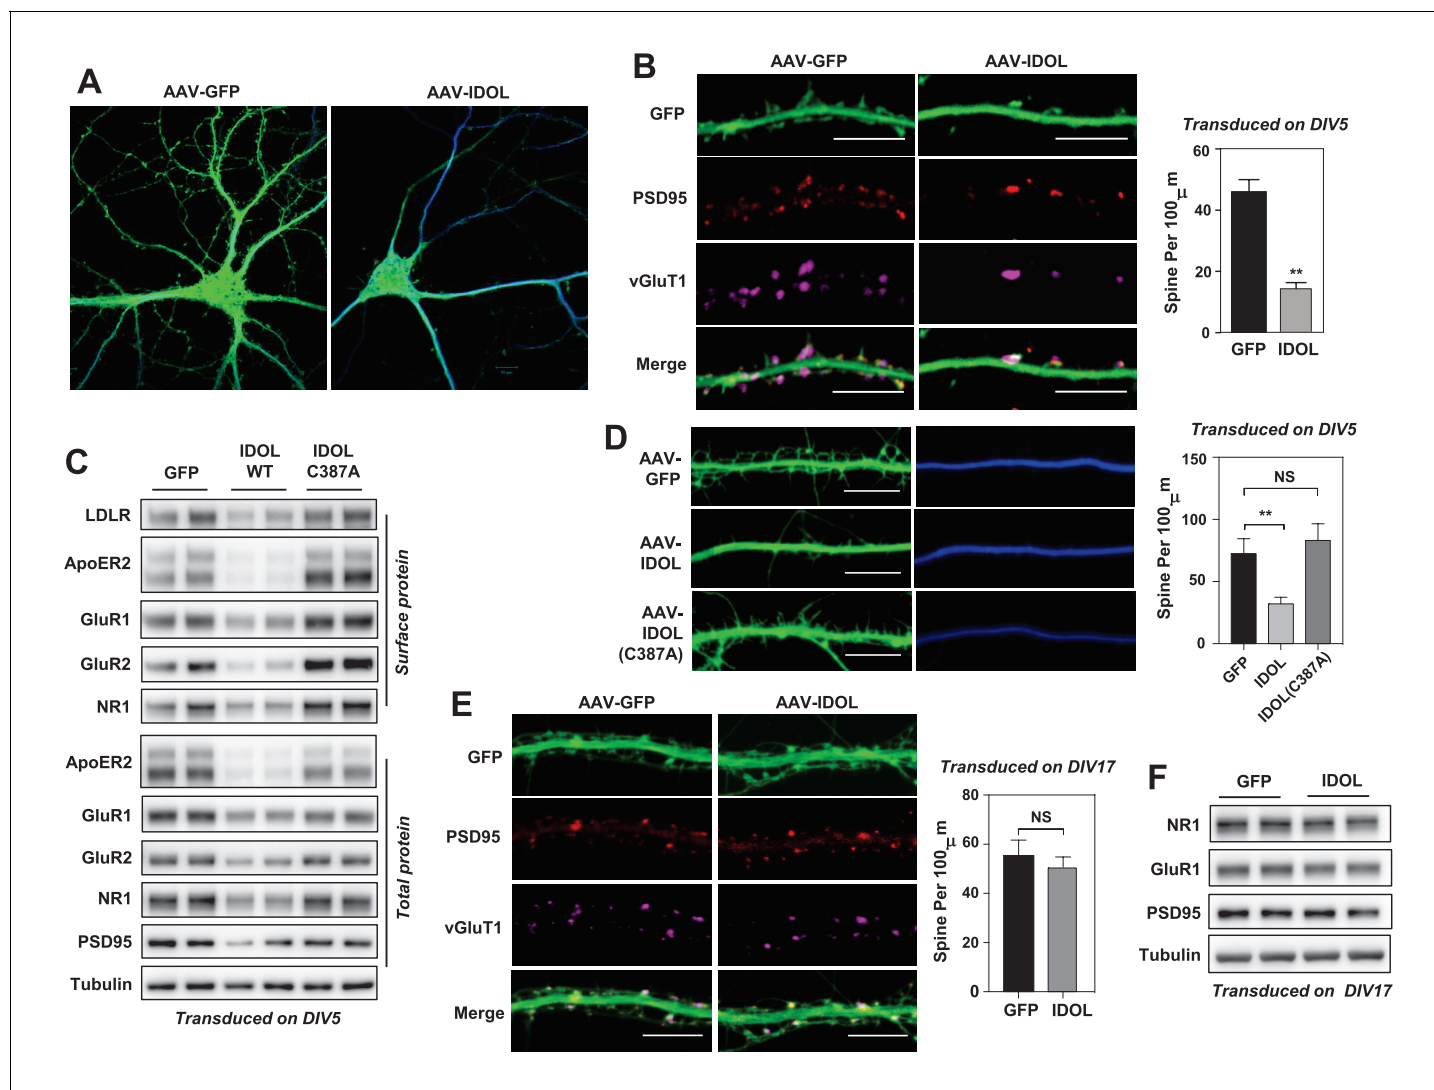 A
AAV-GFP
AAV-IDOL
B
AAV-GFP
AAV-IDOL
GFP
PSD95
vGluT1
Merge
Transduced on DIV5
Spine Per 100 μm
60
40
20
0
**
GFP
IDOL
C
GFP
IDOL
WT
IDOL
C387A
LDLR
ApoER2
GluR1
GluR2
NR1
Surface protein
ApoER2
GluR1
GluR2
NR1
PSD95
Total protein
Tubulin
Transduced on DIV5
D
AAV-
GFP
AAV-
IDOL
AAV-
IDOL
(C387A)
Transduced on DIV5
Spine Per 100 μm
150
100
50
0
NS
**
GFP
IDOL
IDOL(C387A)
E
AAV-GFP
AAV-IDOL
GFP
PSD95
vGluT1
Merge
Transduced on DIV17
Spine Per 100 μm
80
60
40
20
0
NS
GFP
IDOL
F
GFP
IDOL
NR1
GluR1
PSD95
Tubulin
Transduced on DIV17